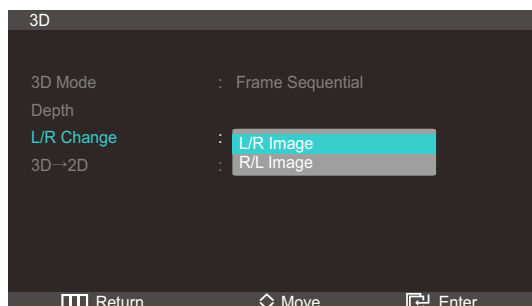 3D
3D Mode : Frame Sequential
Depth
L/R Change : L/R Image
R/L Image
3D→2D :
Return Move Enter